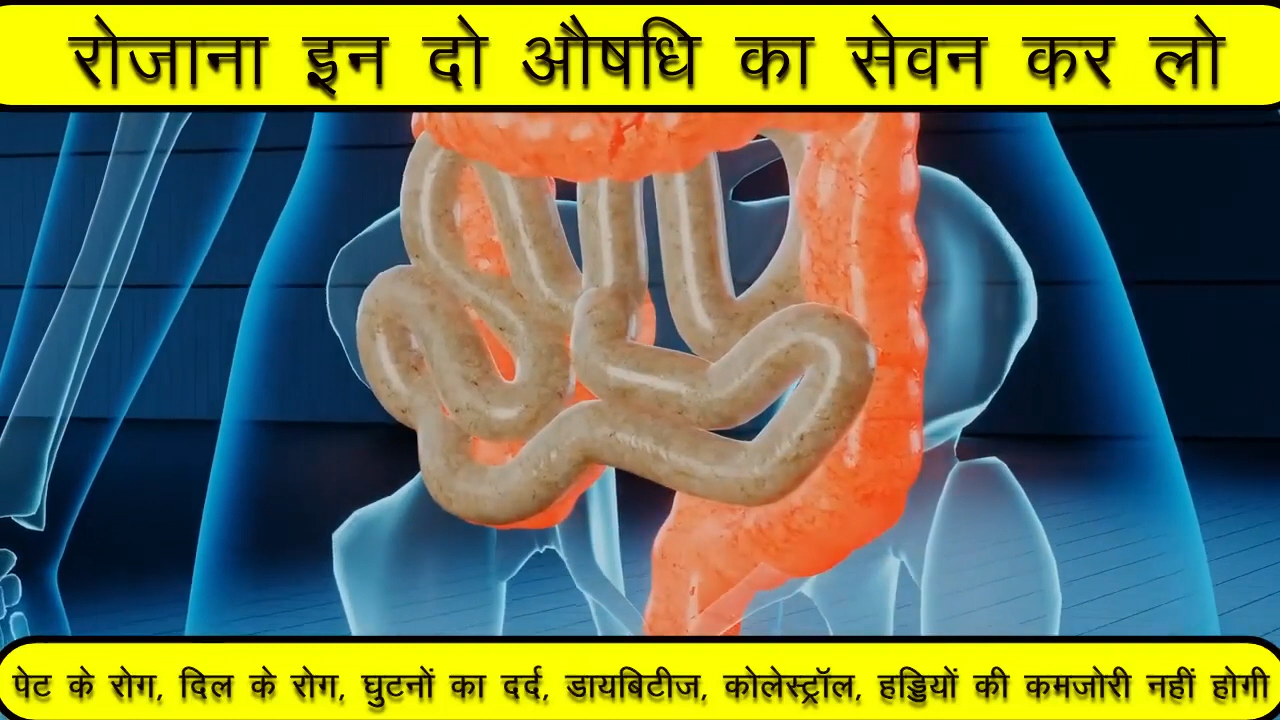 रोजाना इन दो औषधि का सेवन कर लो
पेट के रोग, दिल के रोग, घुटनों का दर्द, डायबिटीज, कोलेस्ट्रॉल, हड्डियों की कमजोरी नहीं होगी